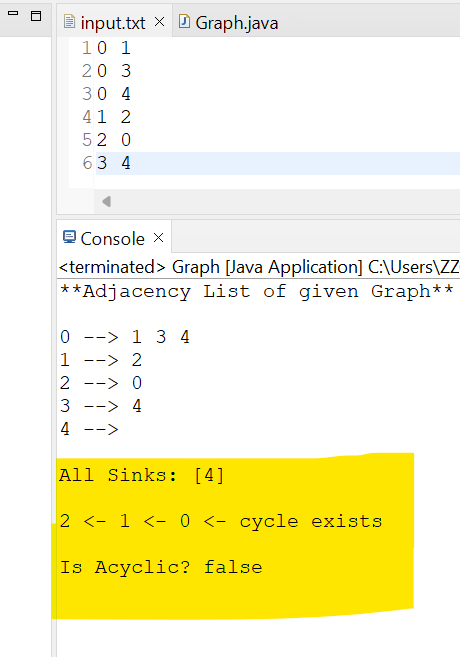 input.txt Graph.java
1 0 1
2 0 3
3 0 4
4 1 2
5 2 0
6 3 4
Console
<terminated> Graph [Java Application] C:\Users\ZZ
**Adjacency List of given Graph**
0 --> 1 3 4
1 --> 2
2 --> 0
3 --> 4
4 -->
All Sinks: [4]
2 <- 1 <- 0 <- cycle exists
Is Acyclic? false